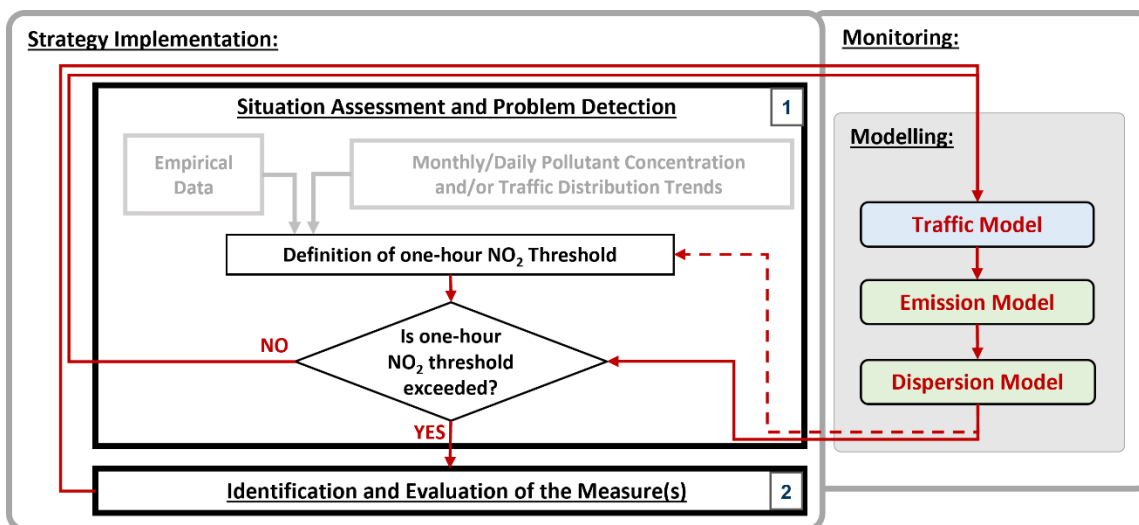 Strategy Implementation:
Monitoring:
Situation Assessment and Problem Detection
1
Empirical
Data
Monthly/Daily Pollutant Concentration
and/or Traffic Distribution Trends
Definition of one-hour NO₂ Threshold
NO
Is one-hour
NO₂ threshold
exceeded?
YES
Identification and Evaluation of the Measure(s)
2
Modelling:
Traffic Model
Emission Model
Dispersion Model